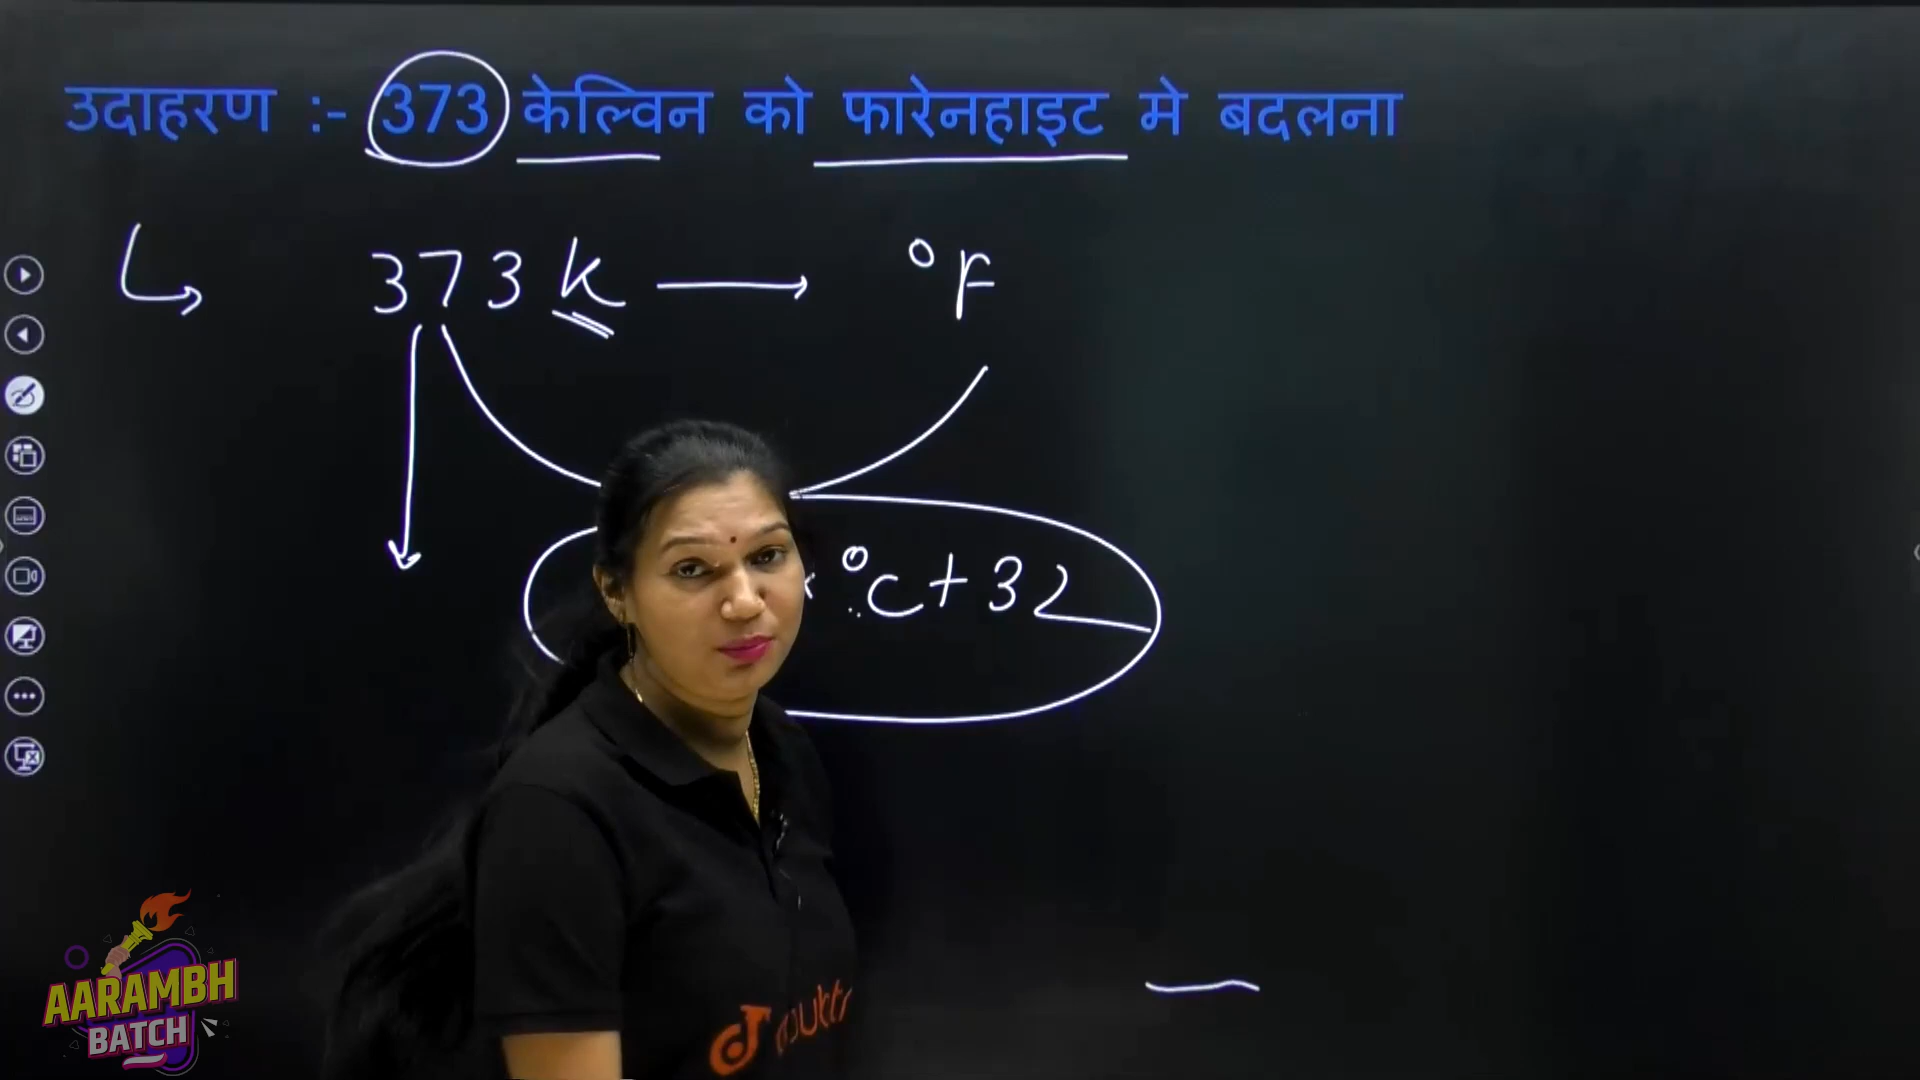 उदाहरण :- 373 केल्विन को फारेनहाइट मे बदलना
373 k → °F
°c + 32
AARAMBH
BATCH